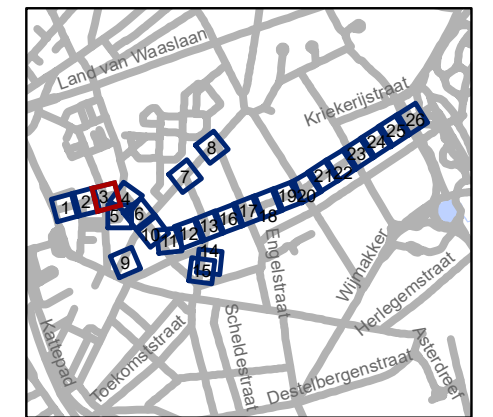 Land van Waaslaan
Kriekerijstraat
8
7
1
2
3
4
5
6
9
10
11
12
13
14
15
16
17
18
19
20
21
22
23
24
25
26
Engelstraat
Wijmakker
Herlegemstraat
Kattepad
Toekomststraat
Scheldestraat
Destelbergenstraat
Asterdreef